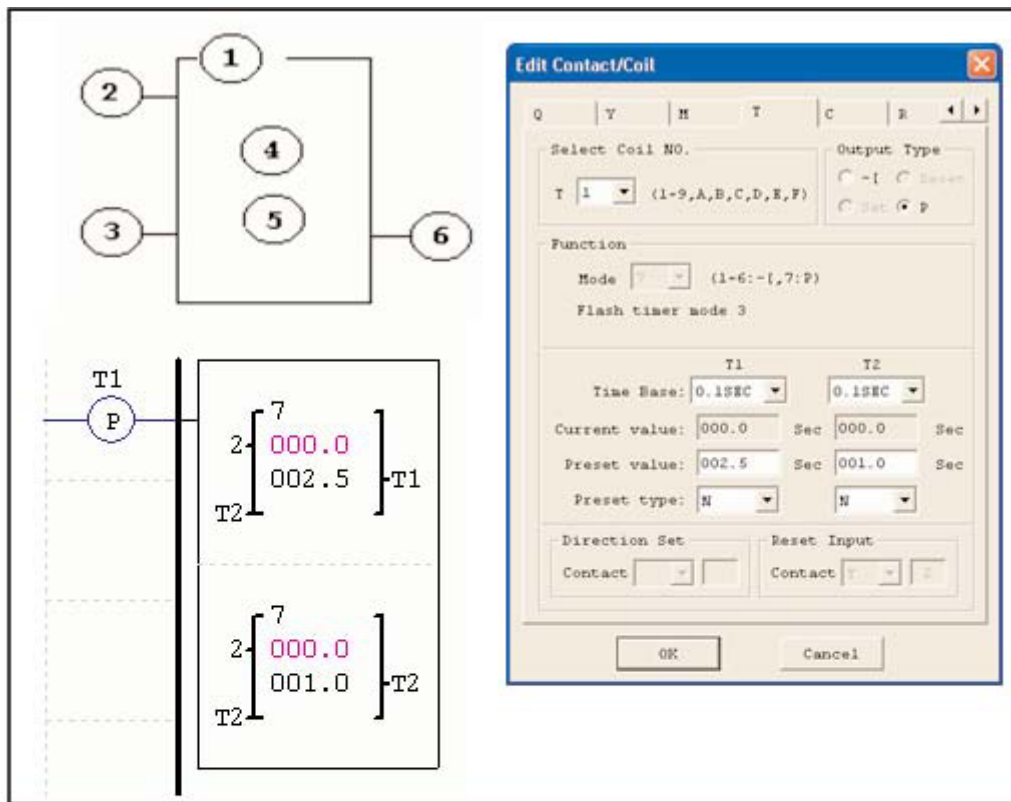 1
2
4
5
3
6
T1
P
7
2
000.0
002.5
T1
T2
7
2
000.0
001.0
T2
T2
Edit Contact/Coil
Q Y M T C R
Select Coil NO.
T 1 (1-9,A,B,C,D,E,F)
Output Type
-[ Reset
Set P
Function
Mode 7 (1-6:-[,7:P)
Flash timer mode 3
T1 T2
Time Base: 0.1SEC 0.1SEC
Current value: 000.0 Sec 000.0 Sec
Preset value: 002.5 Sec 001.0 Sec
Preset type: N N
Direction Set
Contact
Reset Input
Contact T 2
OK Cancel